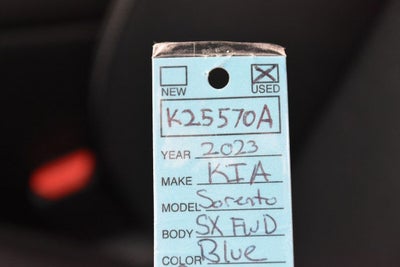 NEW USED
K25570A
YEAR 2023
MAKE KIA
MODEL Sorento
BODY SX FWD
COLOR Blue